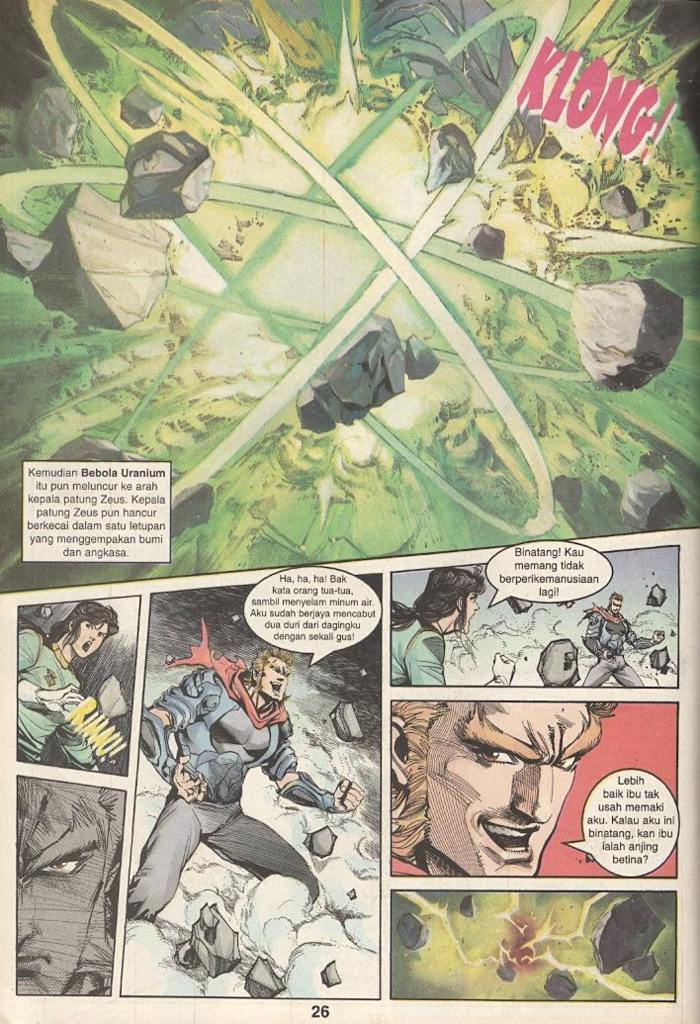 KLONG!
Kemudian Bebola Uranium
itu pun meluncur ke arah
kepala patung Zeus. Kepala
patung Zeus pun hancur
berkecai dalam satu letupan
yang menggempakan bumi
dan angkasa.
Ha, ha, ha! Bak
kata orang tua-tua,
sambil menyelam minum air.
Aku sudah berjaya mencabut
dua duri dari dagingku
dengan sekali gus!
Binatang! Kau
memang tidak
berperikemanusiaan
lagi!
Lebih
baik ibu tak
usah memaki
aku. Kalau aku ini
binatang, kan ibu
ialah anjing
betina?
26